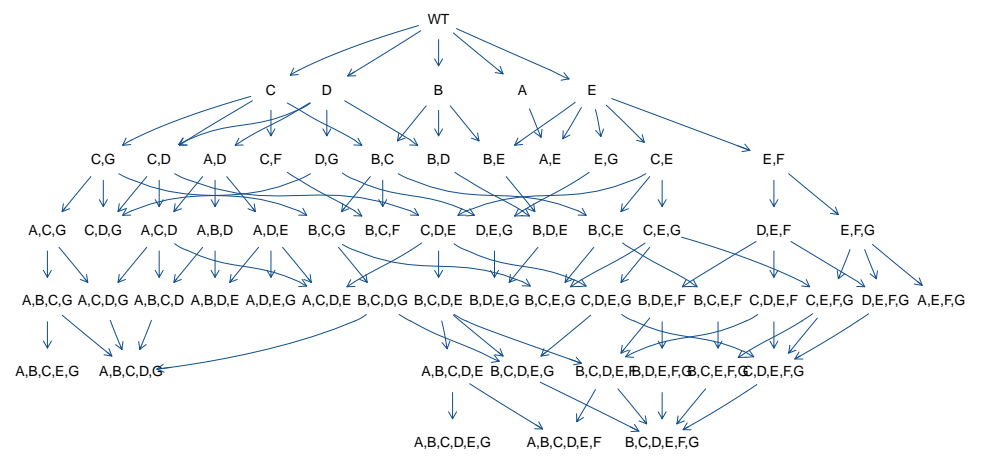 WT
C D B A E
C,G C,D A,D C,F D,G B,C B,D B,E A,E E,G C,E E,F
A,C,G C,D,G A,C,D A,B,D A,D,E B,C,G B,C,F C,D,E D,E,G B,D,E B,C,E C,E,G D,E,F E,F,G
A,B,C,G A,C,D,G A,B,C,D A,B,D,E A,D,E,G A,C,D,E B,C,D,G B,C,D,E B,D,E,G B,C,E,G C,D,E,G B,D,E,F B,C,E,F C,D,E,F C,E,F,G D,E,F,G A,E,F,G
A,B,C,E,G A,B,C,D,G A,B,C,D,E B,C,D,E,G B,C,D,E,F B,D,E,F,G B,C,E,F,G C,D,E,F,G
A,B,C,D,E,G A,B,C,D,E,F B,C,D,E,F,G